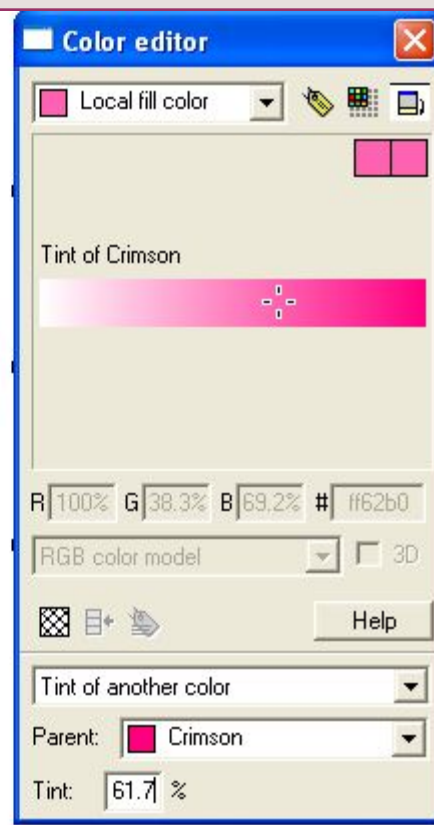 Color editor
Local fill color
Tint of Crimson
R 100% G 38.3% B 69.2% # ff62b0
RGB color model 3D
Help
Tint of another color
Parent: Crimson
Tint: 61.7 %